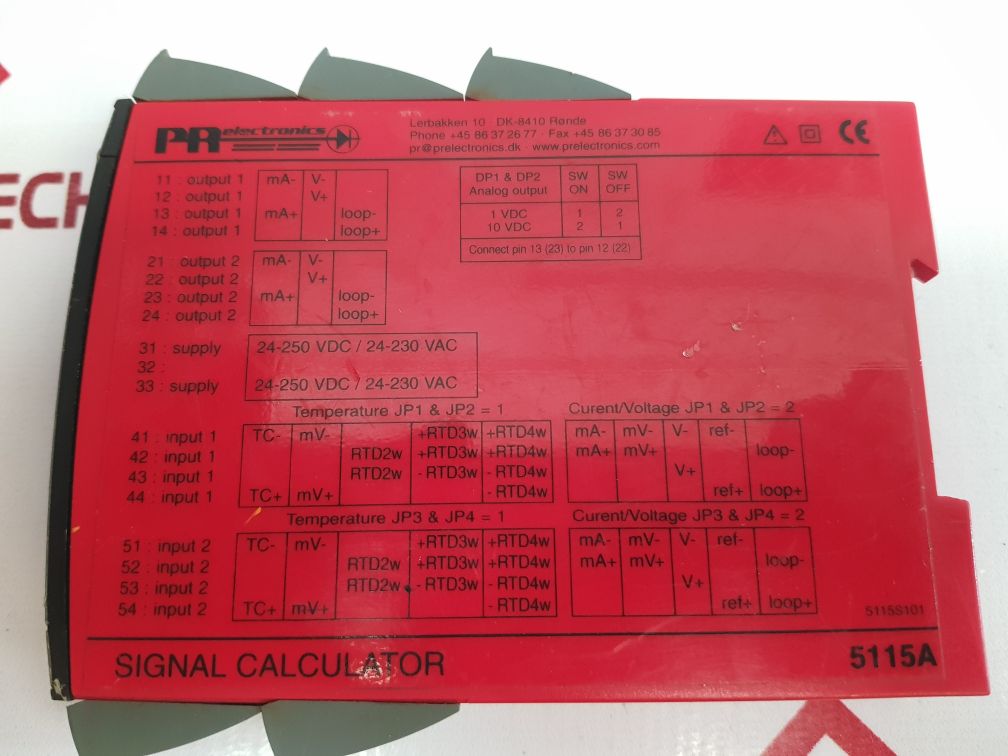 PR electronics
Lerbakken 10 · DK-8410 Rønde
Phone +45 86 37 26 77 · Fax +45 86 37 30 85
pr@prelectronics.dk · www.prelectronics.com
CE
11 : output 1 mA- V-
12 : output 1 V+
13 : output 1 mA+ loop-
14 : output 1 loop+
DP1 & DP2 SW SW
Analog output ON OFF
1 VDC 1 2
10 VDC 2 1
Connect pin 13 (23) to pin 12 (22)
21 : output 2 mA- V-
22 : output 2 V+
23 : output 2 mA+ loop-
24 : output 2 loop+
31 : supply 24-250 VDC / 24-230 VAC
32 :
33 : supply 24-250 VDC / 24-230 VAC
Temperature JP1 & JP2 = 1 Curent/Voltage JP1 & JP2 = 2
41 : input 1 TC- mV- +RTD3w +RTD4w mA- mV- V- ref-
42 : input 1 RTD2w +RTD3w +RTD4w mA+ mV+ loop-
43 : input 1 RTD2w - RTD3w - RTD4w V+
44 : input 1 TC+ mV+ - RTD4w ref+ loop+
Temperature JP3 & JP4 = 1 Curent/Voltage JP3 & JP4 = 2
51 : input 2 TC- mV- +RTD3w +RTD4w mA- mV- V- ref-
52 : input 2 RTD2w +RTD3w +RTD4w mA+ mV+ loop-
53 : input 2 RTD2w - RTD3w - RTD4w V+
54 : input 2 TC+ mV+ - RTD4w ref+ loop+
5115S101
SIGNAL CALCULATOR 5115A